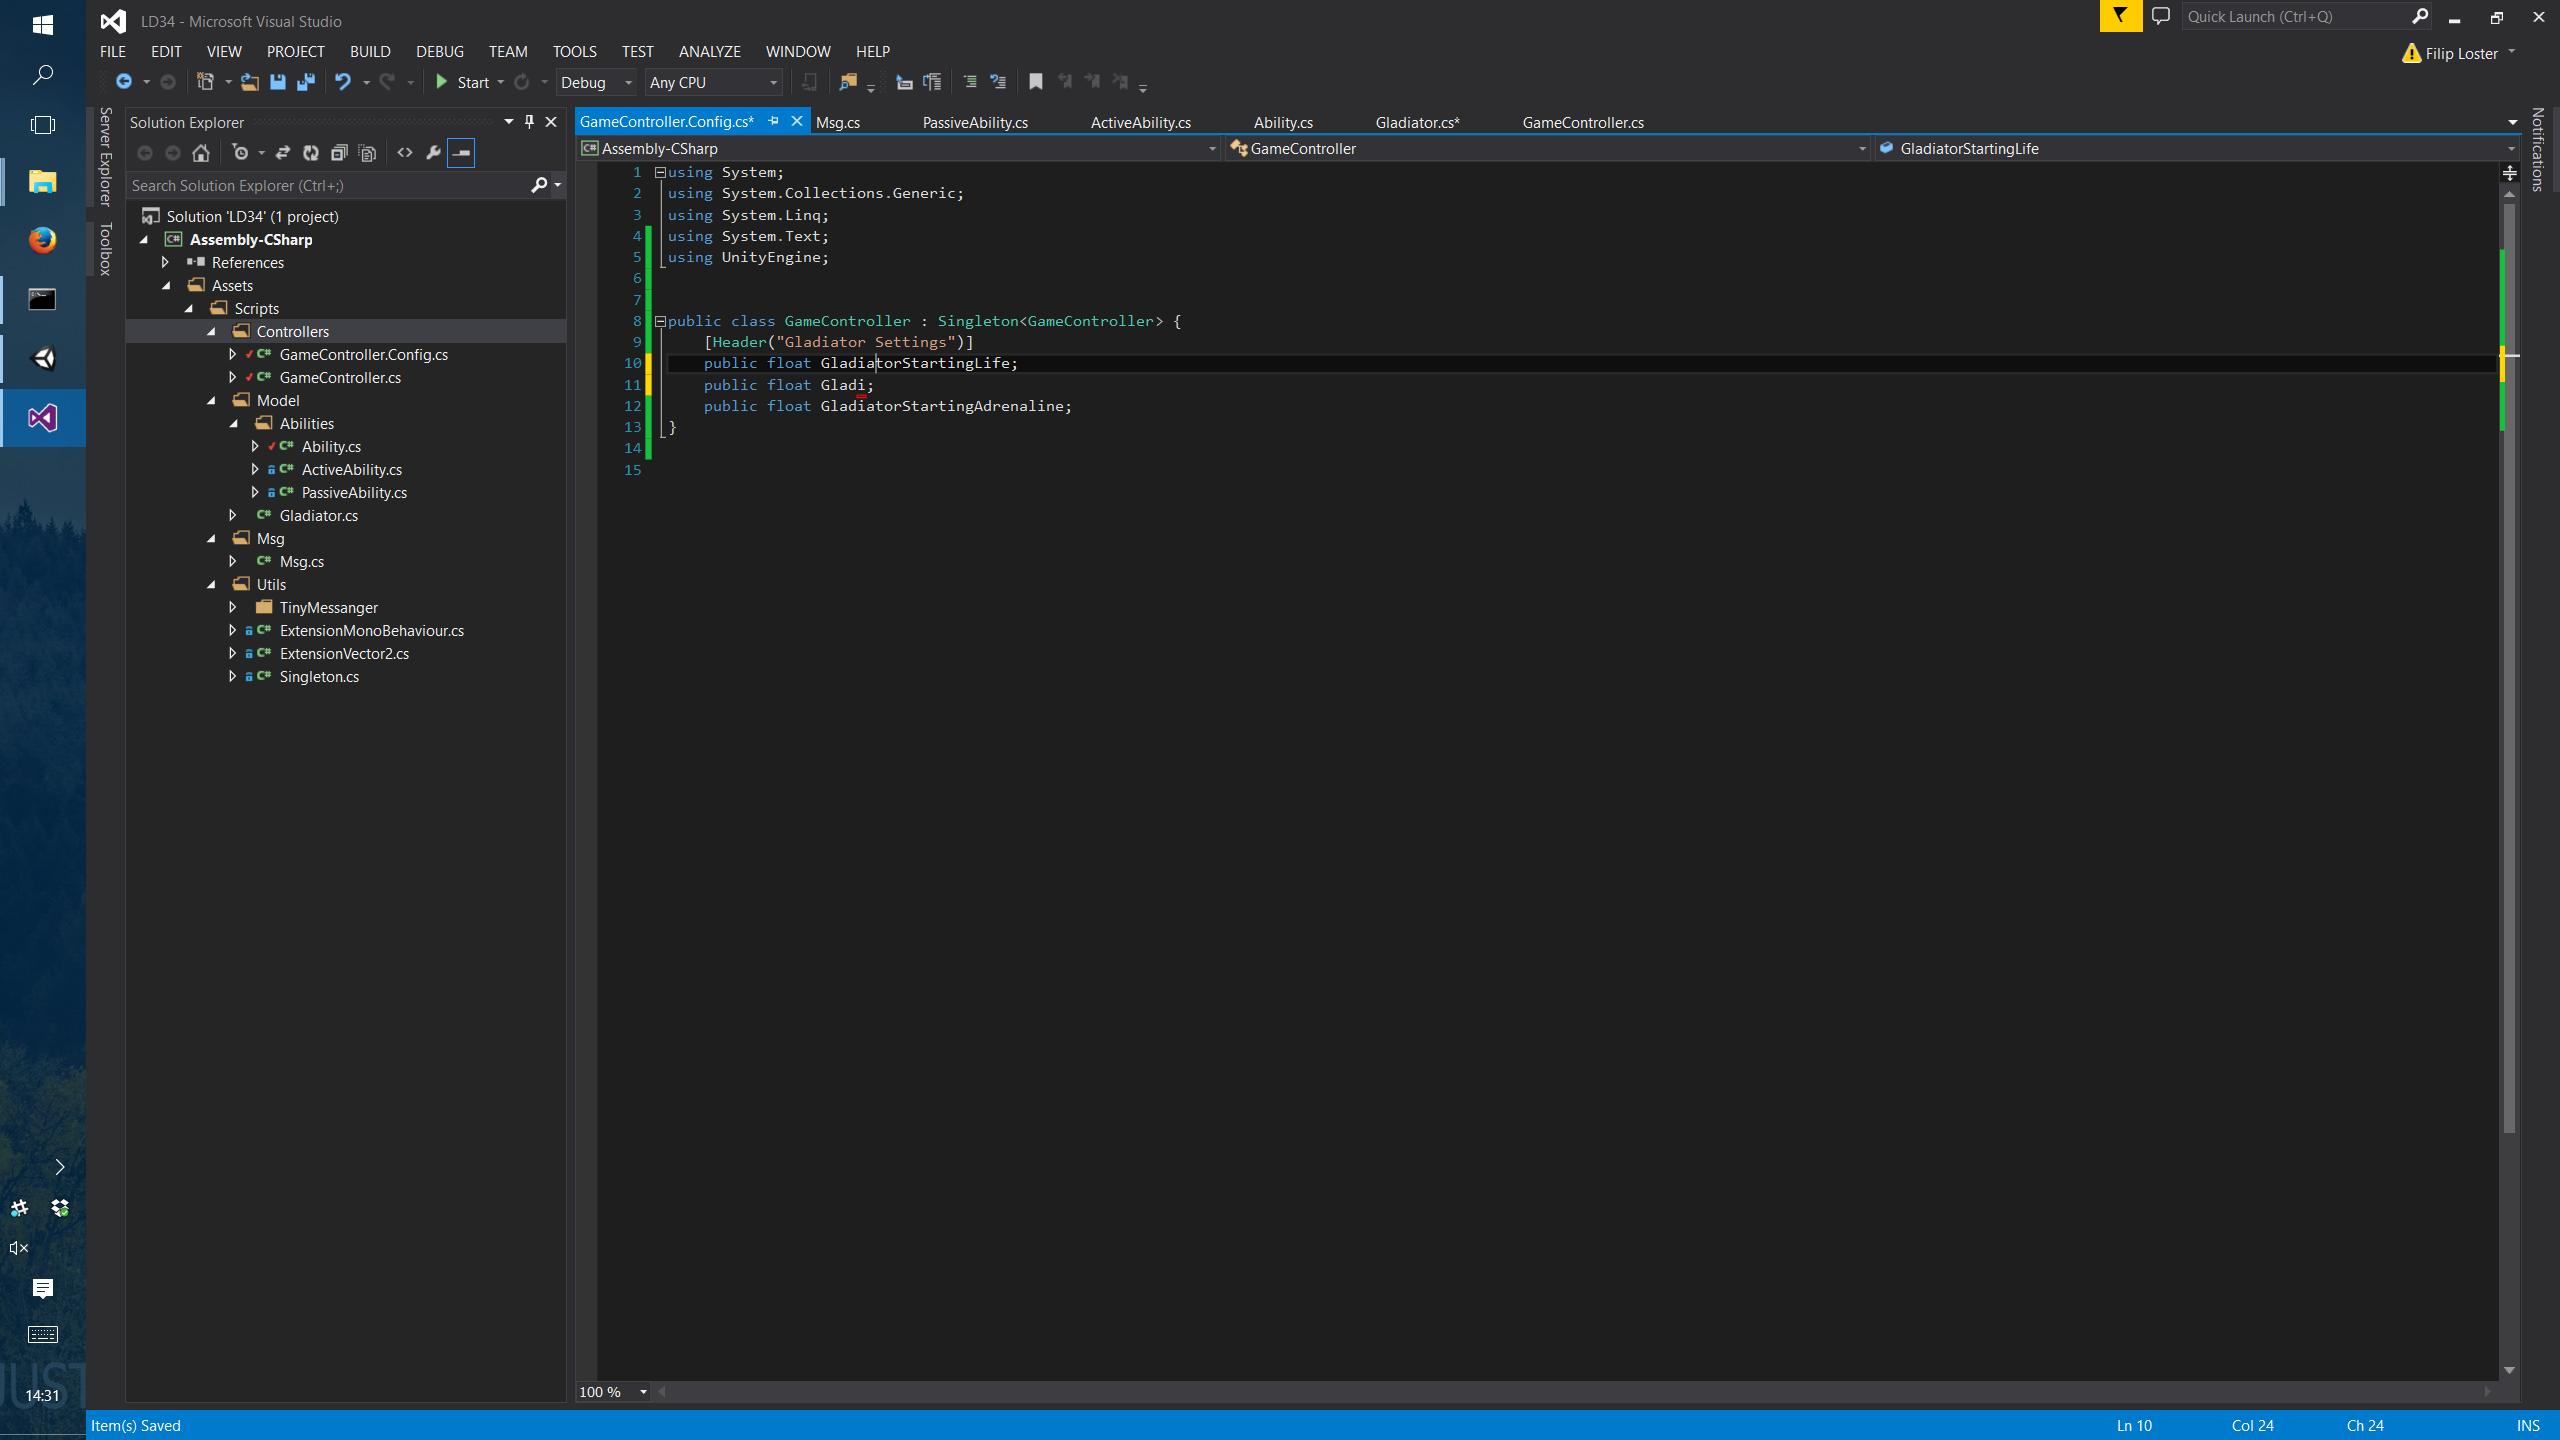 LD34 - Microsoft Visual Studio
Quick Launch (Ctrl+Q)
FILE EDIT VIEW PROJECT BUILD DEBUG TEAM TOOLS TEST ANALYZE WINDOW HELP
Filip Loster
Start Debug Any CPU
Server Explorer
Toolbox
Solution Explorer
Search Solution Explorer (Ctrl+;)
Solution 'LD34' (1 project)
C# Assembly-CSharp
References
Assets
Scripts
Controllers
C# GameController.Config.cs
C# GameController.cs
Model
Abilities
C# Ability.cs
C# ActiveAbility.cs
C# PassiveAbility.cs
C# Gladiator.cs
Msg
C# Msg.cs
Utils
TinyMessanger
C# ExtensionMonoBehaviour.cs
C# ExtensionVector2.cs
C# Singleton.cs
GameController.Config.cs* Msg.cs PassiveAbility.cs ActiveAbility.cs Ability.cs Gladiator.cs* GameController.cs
C# Assembly-CSharp GameController GladiatorStartingLife
1 using System;
2 using System.Collections.Generic;
3 using System.Linq;
4 using System.Text;
5 using UnityEngine;
6
7
8 public class GameController : Singleton<GameController> {
9 [Header("Gladiator Settings")]
10 public float GladiatorStartingLife;
11 public float Gladi;
12 public float GladiatorStartingAdrenaline;
13 }
14
15
100 %
Notifications
JUST
14:31
Item(s) Saved Ln 10 Col 24 Ch 24 INS